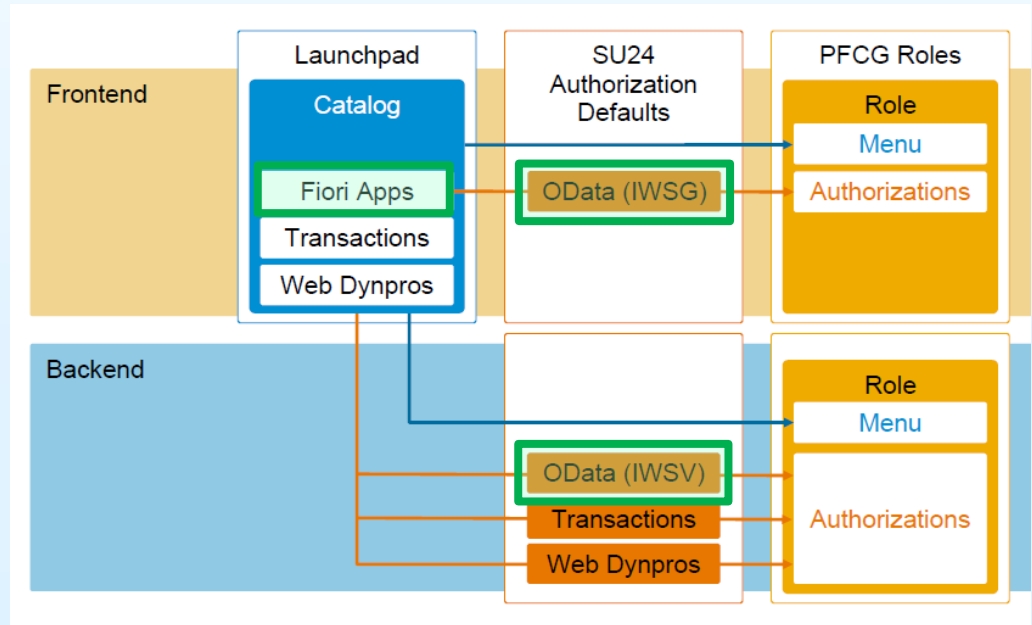 Launchpad
SU24
Authorization
Defaults
PFCG Roles
Frontend
Catalog
Fiori Apps
Transactions
Web Dynpros
OData (IWSG)
Role
Menu
Authorizations
Backend
OData (IWSV)
Transactions
Web Dynpros
Role
Menu
Authorizations